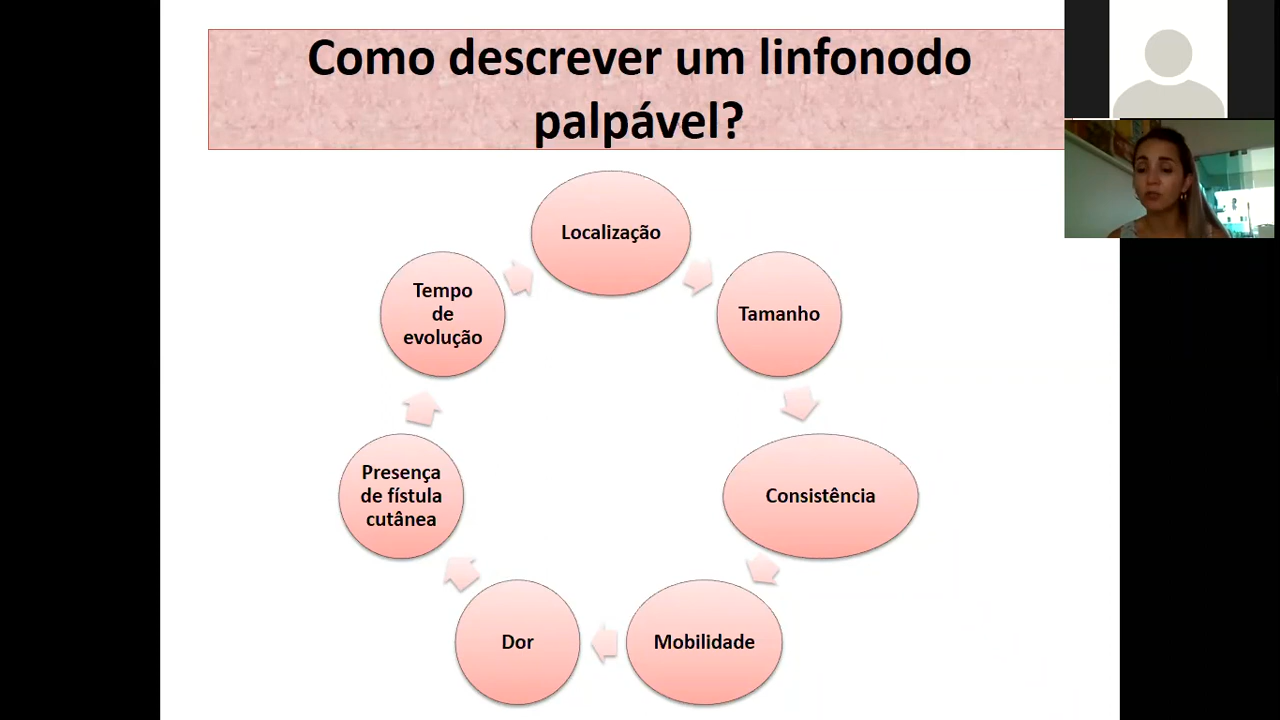 Como descrever um linfonodo
palpável?
Localização
Tamanho
Consistência
Mobilidade
Dor
Presença
de fístula
cutânea
Tempo
de
evolução